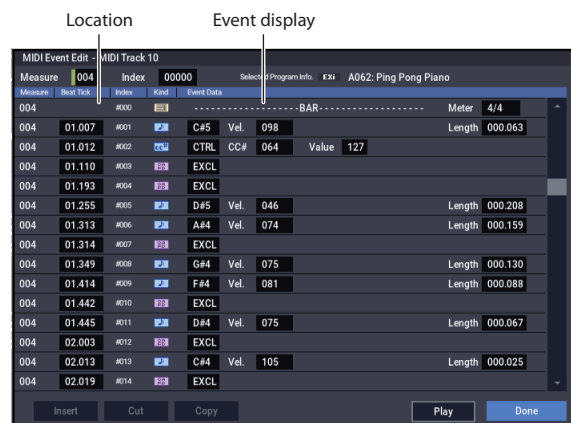 Location Event display
MIDI Event Edit - MIDI Track 10
Measure 004 Index 00000 Selected Program Info. EXi A062: Ping Pong Piano
Measure Beat Tick Index Kind Event Data
004 #000 -------------------BAR------------------ Meter 4/4
004 01.007 #001 C#5 Vel. 098 Length 000.063
004 01.012 #002 CC# CTRL CC# 064 Value 127
004 01.110 #003 EXCL
004 01.193 #004 EXCL
004 01.255 #005 D#5 Vel. 046 Length 000.208
004 01.313 #006 A#4 Vel. 074 Length 000.159
004 01.314 #007 EXCL
004 01.349 #008 G#4 Vel. 075 Length 000.130
004 01.414 #009 F#4 Vel. 081 Length 000.088
004 01.442 #010 EXCL
004 01.445 #011 D#4 Vel. 075 Length 000.067
004 02.003 #012 EXCL
004 02.013 #013 C#4 Vel. 105 Length 000.025
004 02.019 #014 EXCL
Insert Cut Copy Play Done